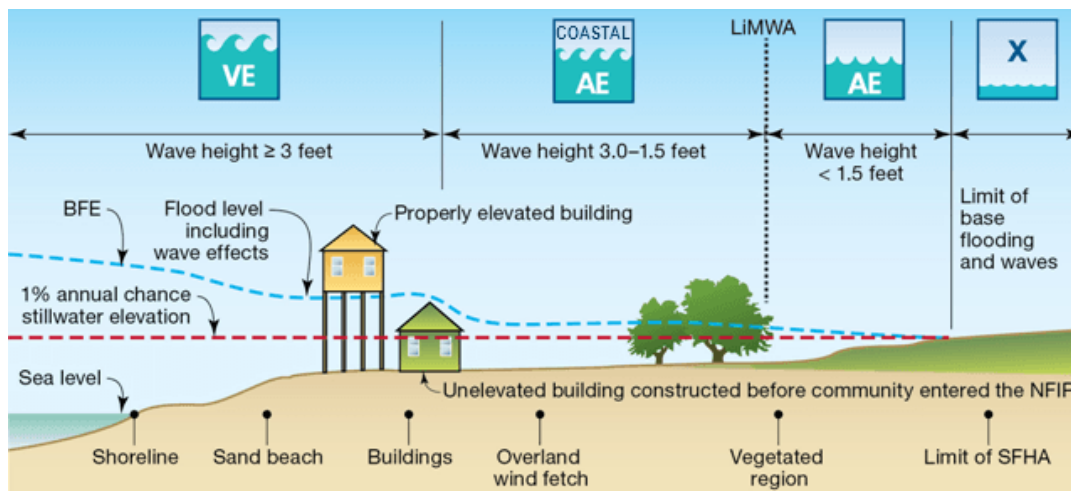 VE
COASTAL
AE
LiMWA
AE
X
Wave height ≥ 3 feet
Wave height 3.0–1.5 feet
Wave height
< 1.5 feet
BFE
Flood level
including
wave effects
Properly elevated building
Limit of
base
flooding
and waves
1% annual chance
stillwater elevation
Sea level
Unelevated building constructed before community entered the NFIP
Shoreline
Sand beach
Buildings
Overland
wind fetch
Vegetated
region
Limit of SFHA